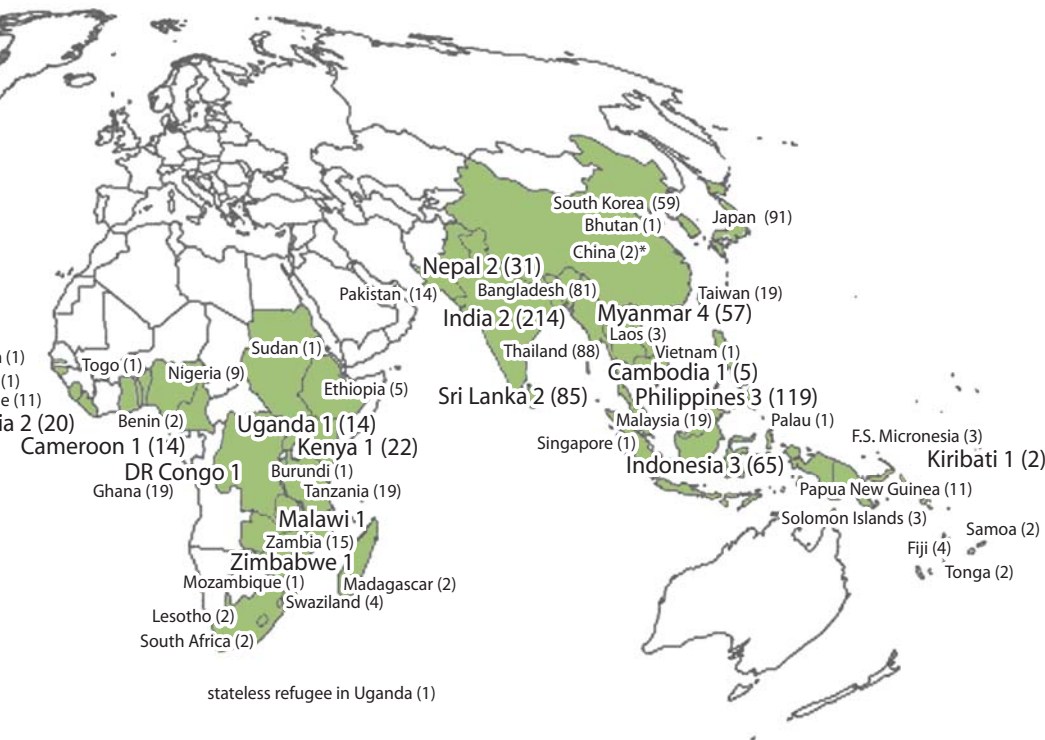 South Korea (59)
Bhutan (1)
Japan (91)
China (2)*
Nepal 2 (31)
Pakistan (14)
Bangladesh (81)
Taiwan (19)
India 2 (214)
Myanmar 4 (57)
Laos (3)
Sudan (1)
Thailand (88)
Vietnam (1)
(1)
Togo (1)
Nigeria (9)
Cambodia 1 (5)
(1)
Ethiopia (5)
Sri Lanka 2 (85)
Philippines 3 (119)
(11)
Benin (2)
Uganda 1 (14)
Malaysia (19)
Palau (1)
2 (20)
Cameroon 1 (14)
Kenya 1 (22)
Singapore (1)
F.S. Micronesia (3)
Kiribati 1 (2)
DR Congo 1
Burundi (1)
Indonesia 3 (65)
Ghana (19)
Tanzania (19)
Papua New Guinea (11)
Malawi 1
Solomon Islands (3)
Samoa (2)
Zambia (15)
Fiji (4)
Zimbabwe 1
Tonga (2)
Mozambique (1)
Madagascar (2)
Swaziland (4)
Lesotho (2)
South Africa (2)
stateless refugee in Uganda (1)